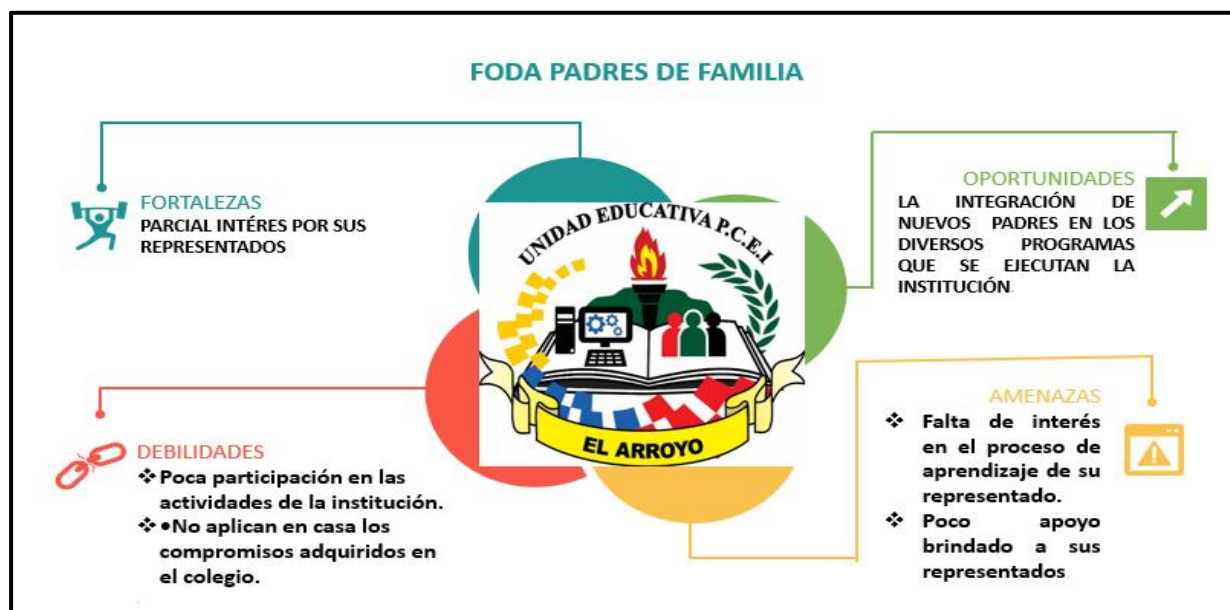 FODA PADRES DE FAMILIA
FORTALEZAS
PARCIAL INTÉRES POR SUS
REPRESENTADOS
OPORTUNIDADES
LA INTEGRACIÓN DE
NUEVOS PADRES EN LOS
DIVERSOS PROGRAMAS
QUE SE EJECUTAN LA
INSTITUCIÓN.
UNIDAD EDUCATIVA P.C.E.I
EL ARROYO
DEBILIDADES
❖Poca participación en las
actividades de la institución.
❖•No aplican en casa los
compromisos adquiridos en
el colegio.
AMENAZAS
❖ Falta de interés
en el proceso de
aprendizaje de su
representado.
❖ Poco apoyo
brindado a sus
representados.